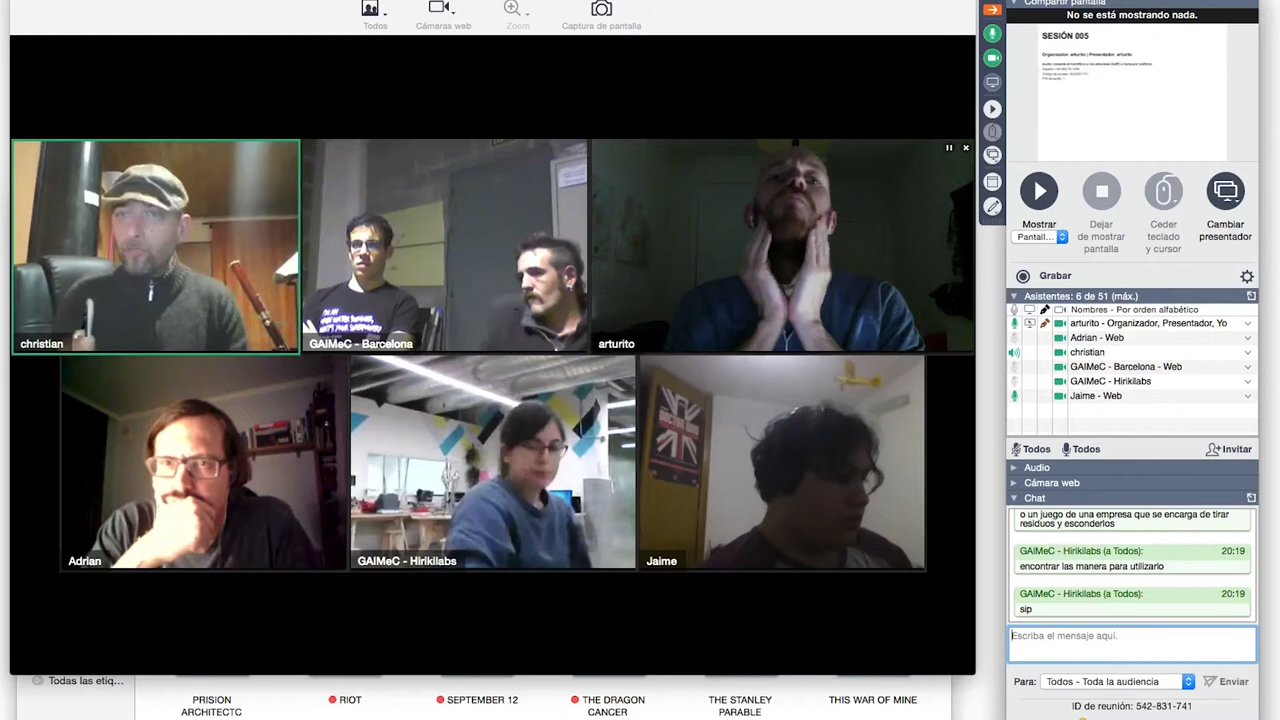 Todos
Cámaras web
Zoom
Captura de pantalla
christian
GAIMeC - Barcelona
arturito
Adrian
GAIMeC - Hirikilabs
Jaime
Compartir pantalla
No se está mostrando nada.
SESIÓN 005
Organizador: arturito | Presentador: arturito
Mostrar
Pantall...
Dejar
de mostrar
pantalla
Ceder
teclado
y cursor
Cambiar
presentador
Grabar
Asistentes: 6 de 51 (máx.)
Nombres - Por orden alfabético
arturito - Organizador, Presentador, Yo
Adrian - Web
christian
GAIMeC - Barcelona - Web
GAIMeC - Hirikilabs
Jaime - Web
Todos
Todos
Invitar
Audio
Cámara web
Chat
o un juego de una empresa que se encarga de tirar
residuos y esconderlos
GAIMeC - Hirikilabs (a Todos): 20:19
encontrar las manera para utilizarlo
GAIMeC - Hirikilabs (a Todos): 20:19
sip
Escriba el mensaje aquí.
Para: Todos - Toda la audiencia Enviar
ID de reunión: 542-831-741
Todas las etiq...
PRISION
ARCHITECTC
RIOT
SEPTEMBER 12
THE DRAGON
CANCER
THE STANLEY
PARABLE
THIS WAR OF MINE